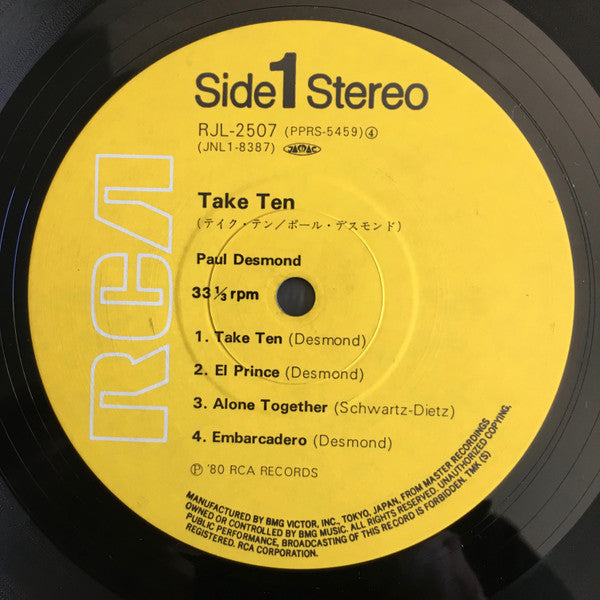 Side 1 Stereo
RJL-2507 (PPRS-5459)④
(JNL1-8387) JASRAC
Take Ten
(テイク・テン/ポール・デスモンド)
Paul Desmond
33⅓ rpm
1. Take Ten (Desmond)
2. El Prince (Desmond)
3. Alone Together (Schwartz-Dietz)
4. Embarcadero (Desmond)
℗ '80 RCA RECORDS
RCA
MANUFACTURED BY BMG VICTOR, INC., TOKYO, JAPAN, FROM MASTER RECORDINGS
OWNED OR CONTROLLED BY BMG MUSIC. ALL RIGHTS RESERVED. UNAUTHORIZED COPYING,
PUBLIC PERFORMANCE, BROADCASTING OF THIS RECORD IS FORBIDDEN. TMK (S)
REGISTERED. RCA CORPORATION.